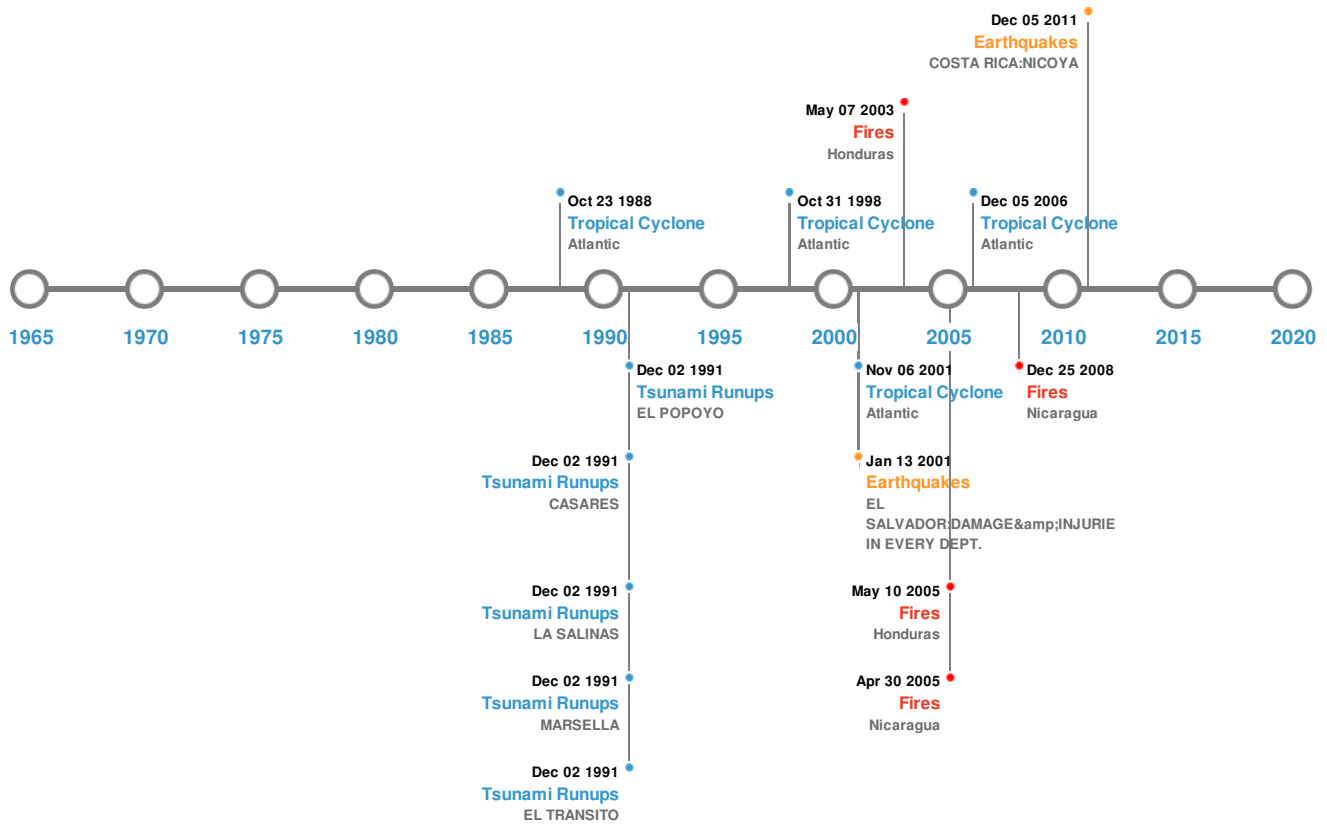 Dec 05 2011
Earthquakes
COSTA RICA:NICOYA
May 07 2003
Fires
Honduras
Oct 23 1988
Tropical Cyclone
Atlantic
Oct 31 1998
Tropical Cyclone
Atlantic
Dec 05 2006
Tropical Cyclone
Atlantic
1965
1970
1975
1980
1985
1990
1995
2000
2005
2010
2015
2020
Dec 02 1991
Tsunami Runups
EL POPOYO
Nov 06 2001
Tropical Cyclone
Atlantic
Dec 25 2008
Fires
Nicaragua
Dec 02 1991
Tsunami Runups
CASARES
Jan 13 2001
Earthquakes
EL
SALVADOR:DAMAGE&amp;INJURIE
IN EVERY DEPT.
Dec 02 1991
Tsunami Runups
LA SALINAS
May 10 2005
Fires
Honduras
Dec 02 1991
Tsunami Runups
MARSELLA
Apr 30 2005
Fires
Nicaragua
Dec 02 1991
Tsunami Runups
EL TRANSITO